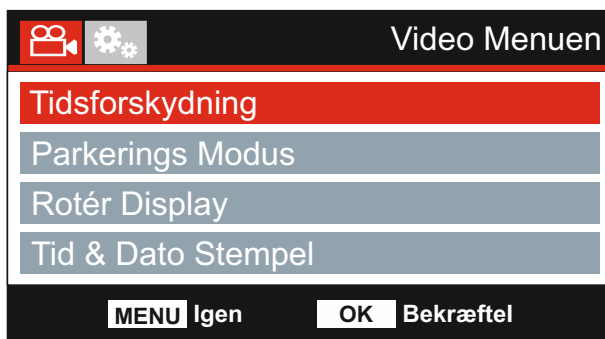 Video Menuen
Tidsforskydning
Parkerings Modus
Rotér Display
Tid & Dato Stempel
MENU Igen OK Bekræftel